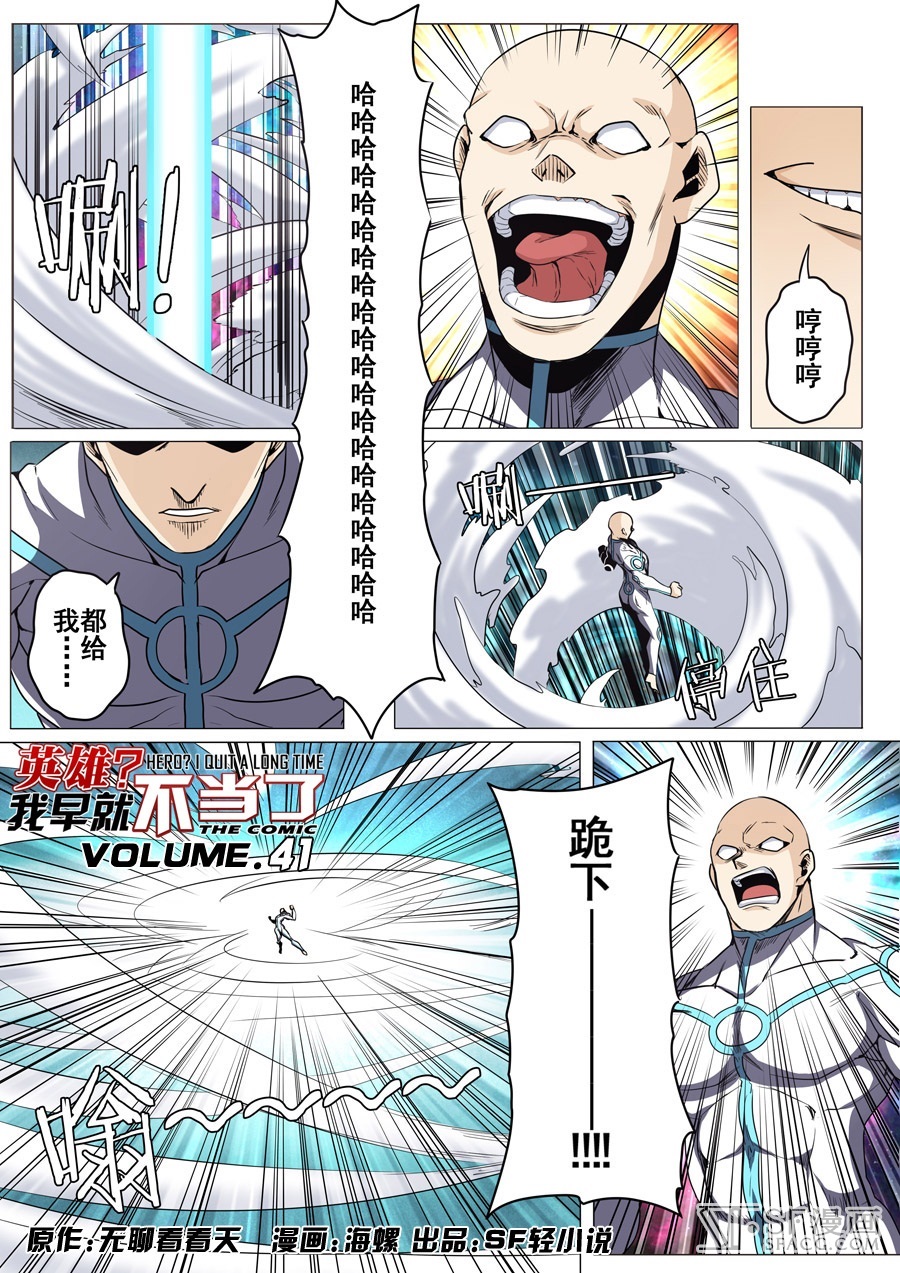 哼哼哼
哈哈哈哈哈哈哈哈哈哈哈哈哈哈哈哈哈哈哈哈
唰！
唰——
停住
都给
我……
跪下——!!!!
英雄?
HERO? I QUIT A LONG TIME
我早就不当了
THE COMIC
VOLUME.41
嗡~~~~~~
原作:无聊看看天 漫画:海螺 出品:SF轻小说
SF漫画
SFACG.COM